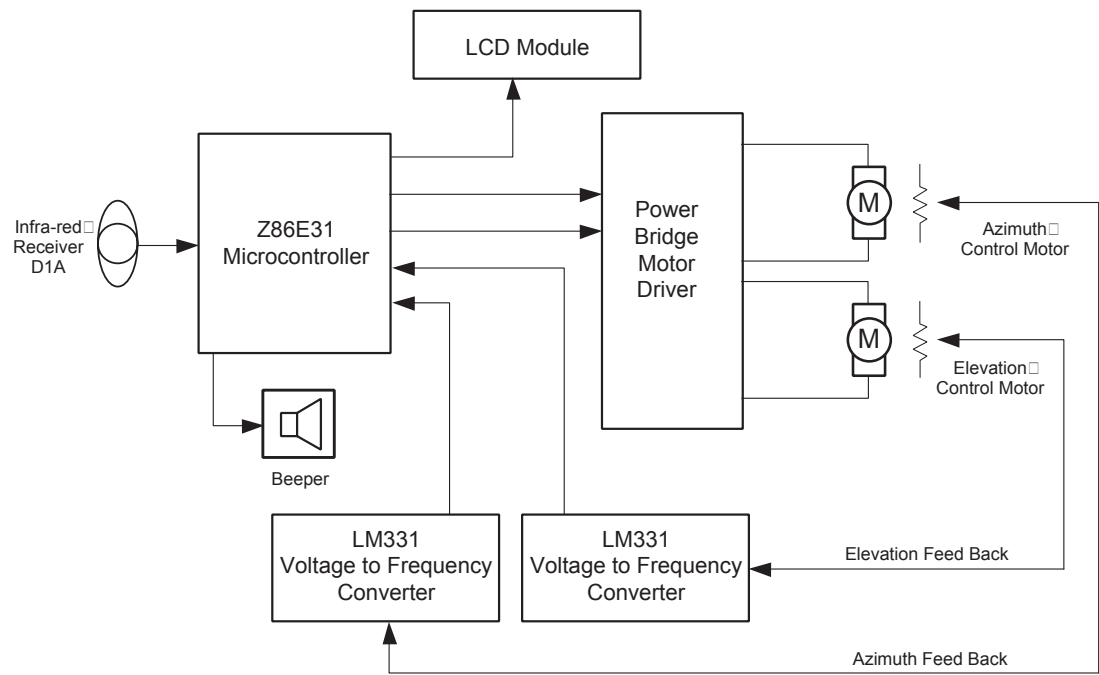 LCD Module
Infra-red□
Receiver
D1A
Z86E31
Microcontroller
Power
Bridge
Motor
Driver
M
Azimuth□
Control Motor
M
Elevation□
Control Motor
Beeper
LM331
Voltage to Frequency
Converter
LM331
Voltage to Frequency
Converter
Elevation Feed Back
Azimuth Feed Back